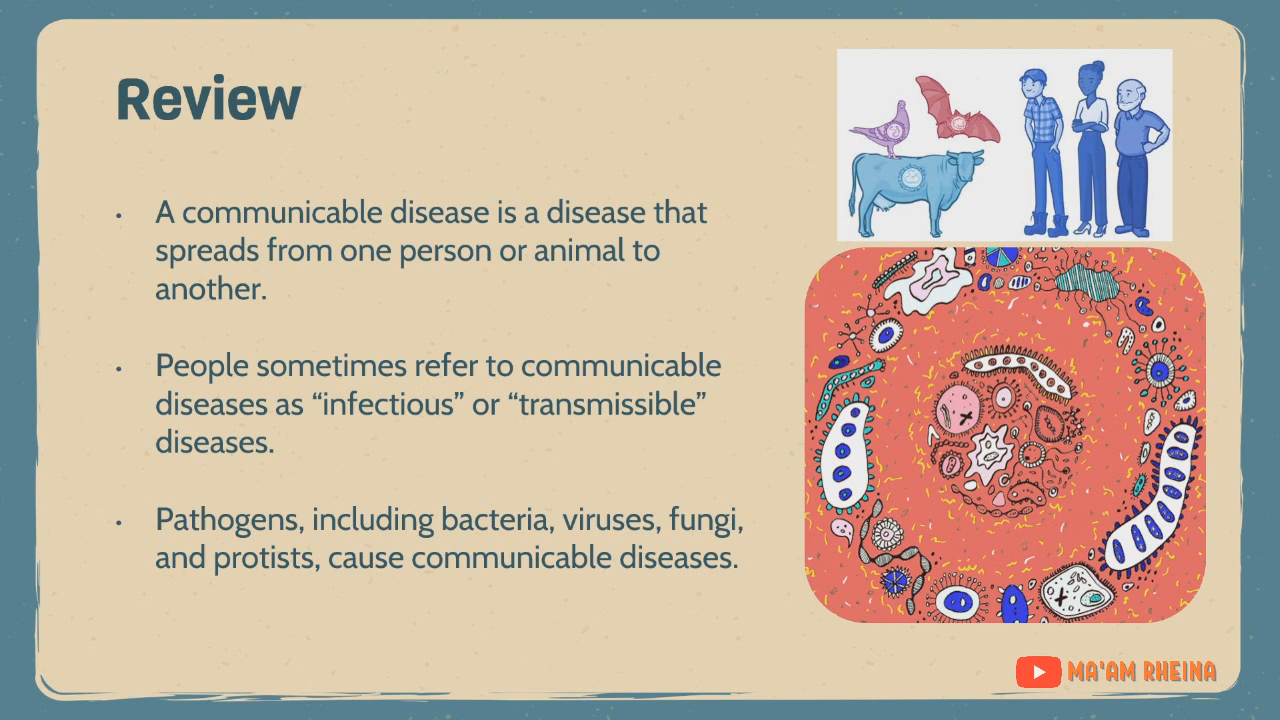 Review
• A communicable disease is a disease that
spreads from one person or animal to
another.
• People sometimes refer to communicable
diseases as “infectious” or “transmissible”
diseases.
• Pathogens, including bacteria, viruses, fungi,
and protists, cause communicable diseases.
MA'AM RHEINA